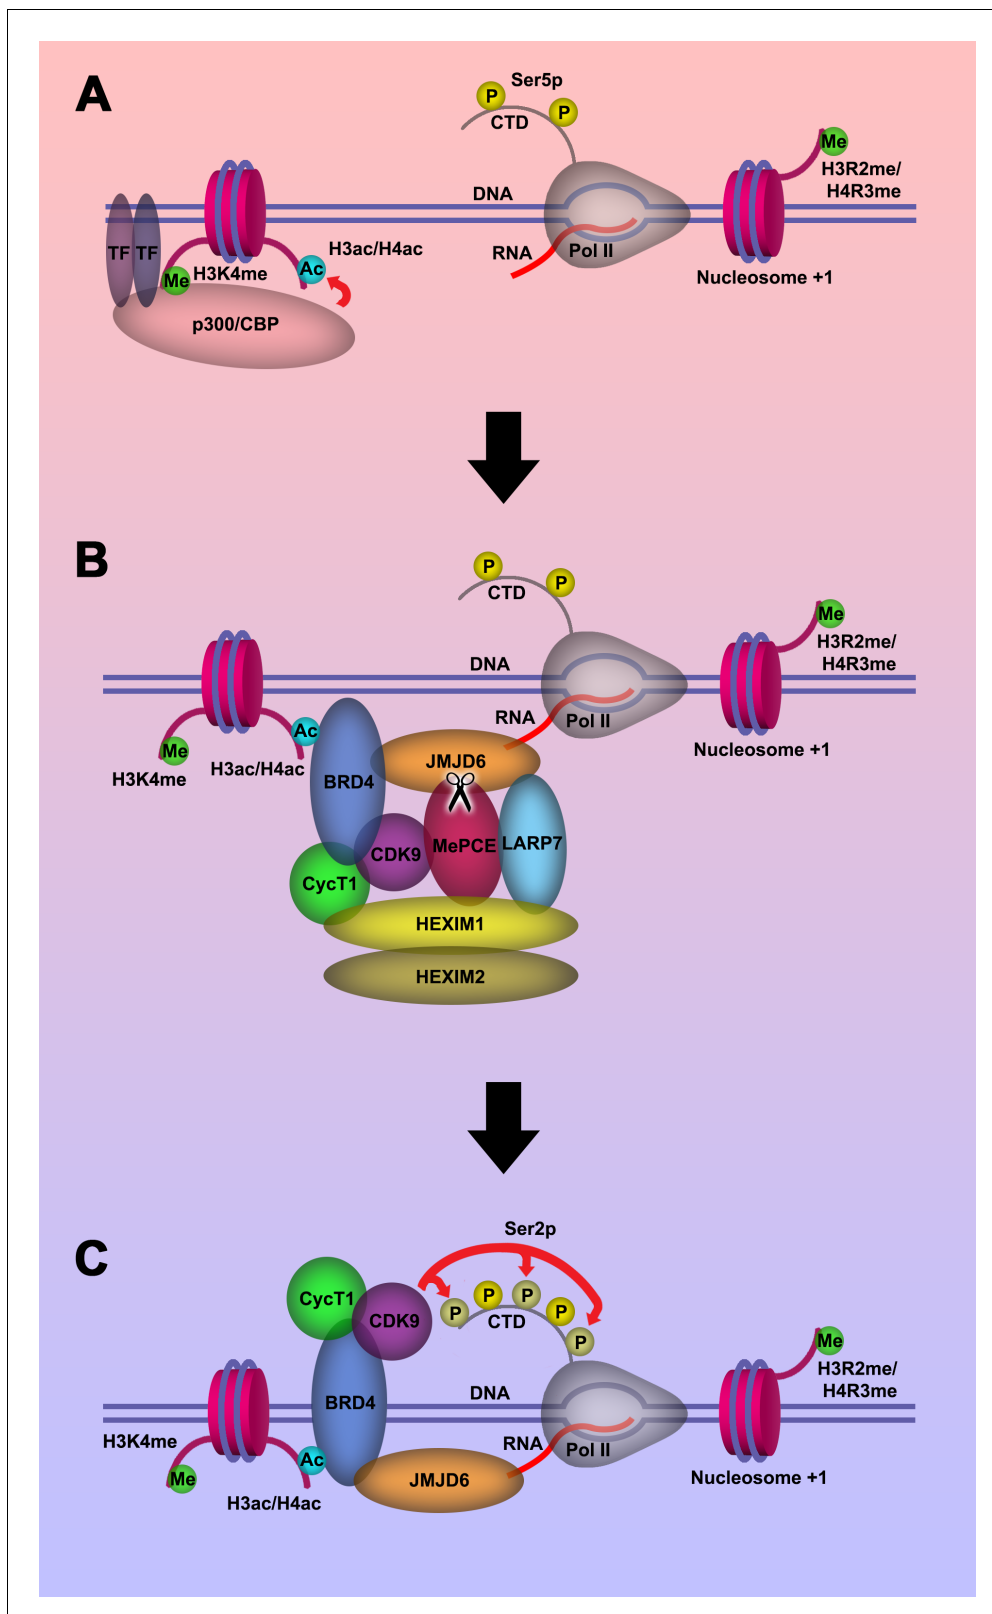 A
Ser5p
P
P
CTD
Me
H3R2me/
H4R3me
DNA
TF TF
H3ac/H4ac
RNA
Pol II
Me
H3K4me
Ac
Nucleosome +1
p300/CBP
B
P
P
CTD
Me
H3R2me/
H4R3me
DNA
RNA
Pol II
Ac
Me
Nucleosome +1
H3K4me
H3ac/H4ac
BRD4
JMJD6
CDK9
MePCE
LARP7
CycT1
HEXIM1
HEXIM2
C
Ser2p
CycT1
CDK9
P
P
P
P
P
CTD
Me
H3R2me/
H4R3me
DNA
BRD4
H3K4me
RNA
Pol II
Me
Ac
JMJD6
Nucleosome +1
H3ac/H4ac